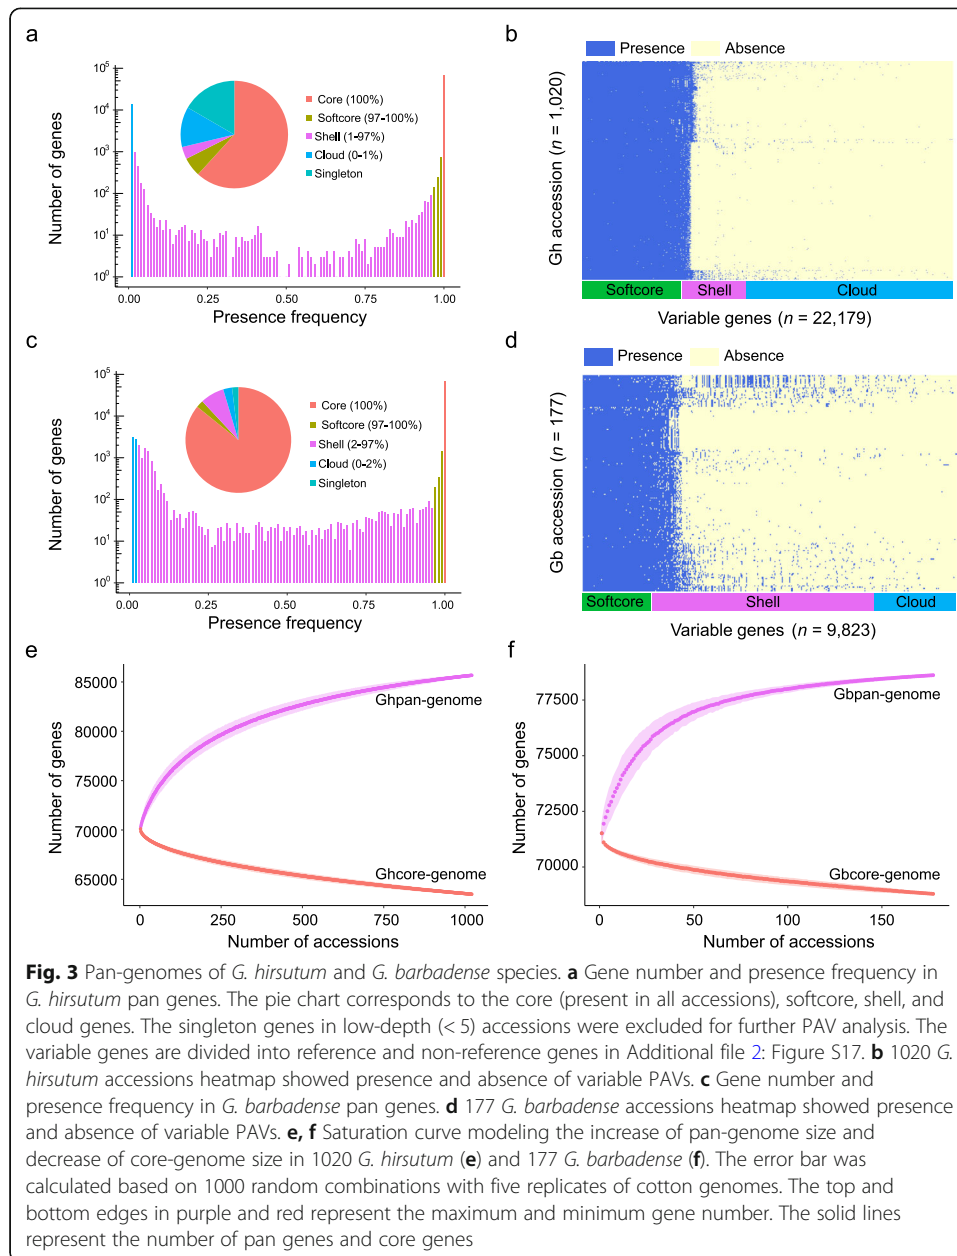 a
Number of genes
10^5
10^4
10^3
10^2
10^1
10^0
Core (100%)
Softcore (97-100%)
Shell (1-97%)
Cloud (0-1%)
Singleton
0.00 0.25 0.50 0.75 1.00
Presence frequency
b
Presence Absence
Gh accession (n = 1,020)
Softcore Shell Cloud
Variable genes (n = 22,179)
c
Number of genes
10^5
10^4
10^3
10^2
10^1
10^0
Core (100%)
Softcore (97-100%)
Shell (2-97%)
Cloud (0-2%)
Singleton
0.00 0.25 0.50 0.75 1.00
Presence frequency
d
Presence Absence
Gb accession (n = 177)
Softcore Shell Cloud
Variable genes (n = 9,823)
e
Number of genes
85000
80000
75000
70000
65000
Ghpan-genome
Ghcore-genome
0 250 500 750 1000
Number of accessions
f
Number of genes
77500
75000
72500
70000
Gbpan-genome
Gbcore-genome
0 50 100 150
Number of accessions
Fig. 3 Pan-genomes of G. hirsutum and G. barbadense species. a Gene number and presence frequency in
G. hirsutum pan genes. The pie chart corresponds to the core (present in all accessions), softcore, shell, and
cloud genes. The singleton genes in low-depth (< 5) accessions were excluded for further PAV analysis. The
variable genes are divided into reference and non-reference genes in Additional file 2: Figure S17. b 1020 G.
hirsutum accessions heatmap showed presence and absence of variable PAVs. c Gene number and
presence frequency in G. barbadense pan genes. d 177 G. barbadense accessions heatmap showed presence
and absence of variable PAVs. e, f Saturation curve modeling the increase of pan-genome size and
decrease of core-genome size in 1020 G. hirsutum (e) and 177 G. barbadense (f). The error bar was
calculated based on 1000 random combinations with five replicates of cotton genomes. The top and
bottom edges in purple and red represent the maximum and minimum gene number. The solid lines
represent the number of pan genes and core genes